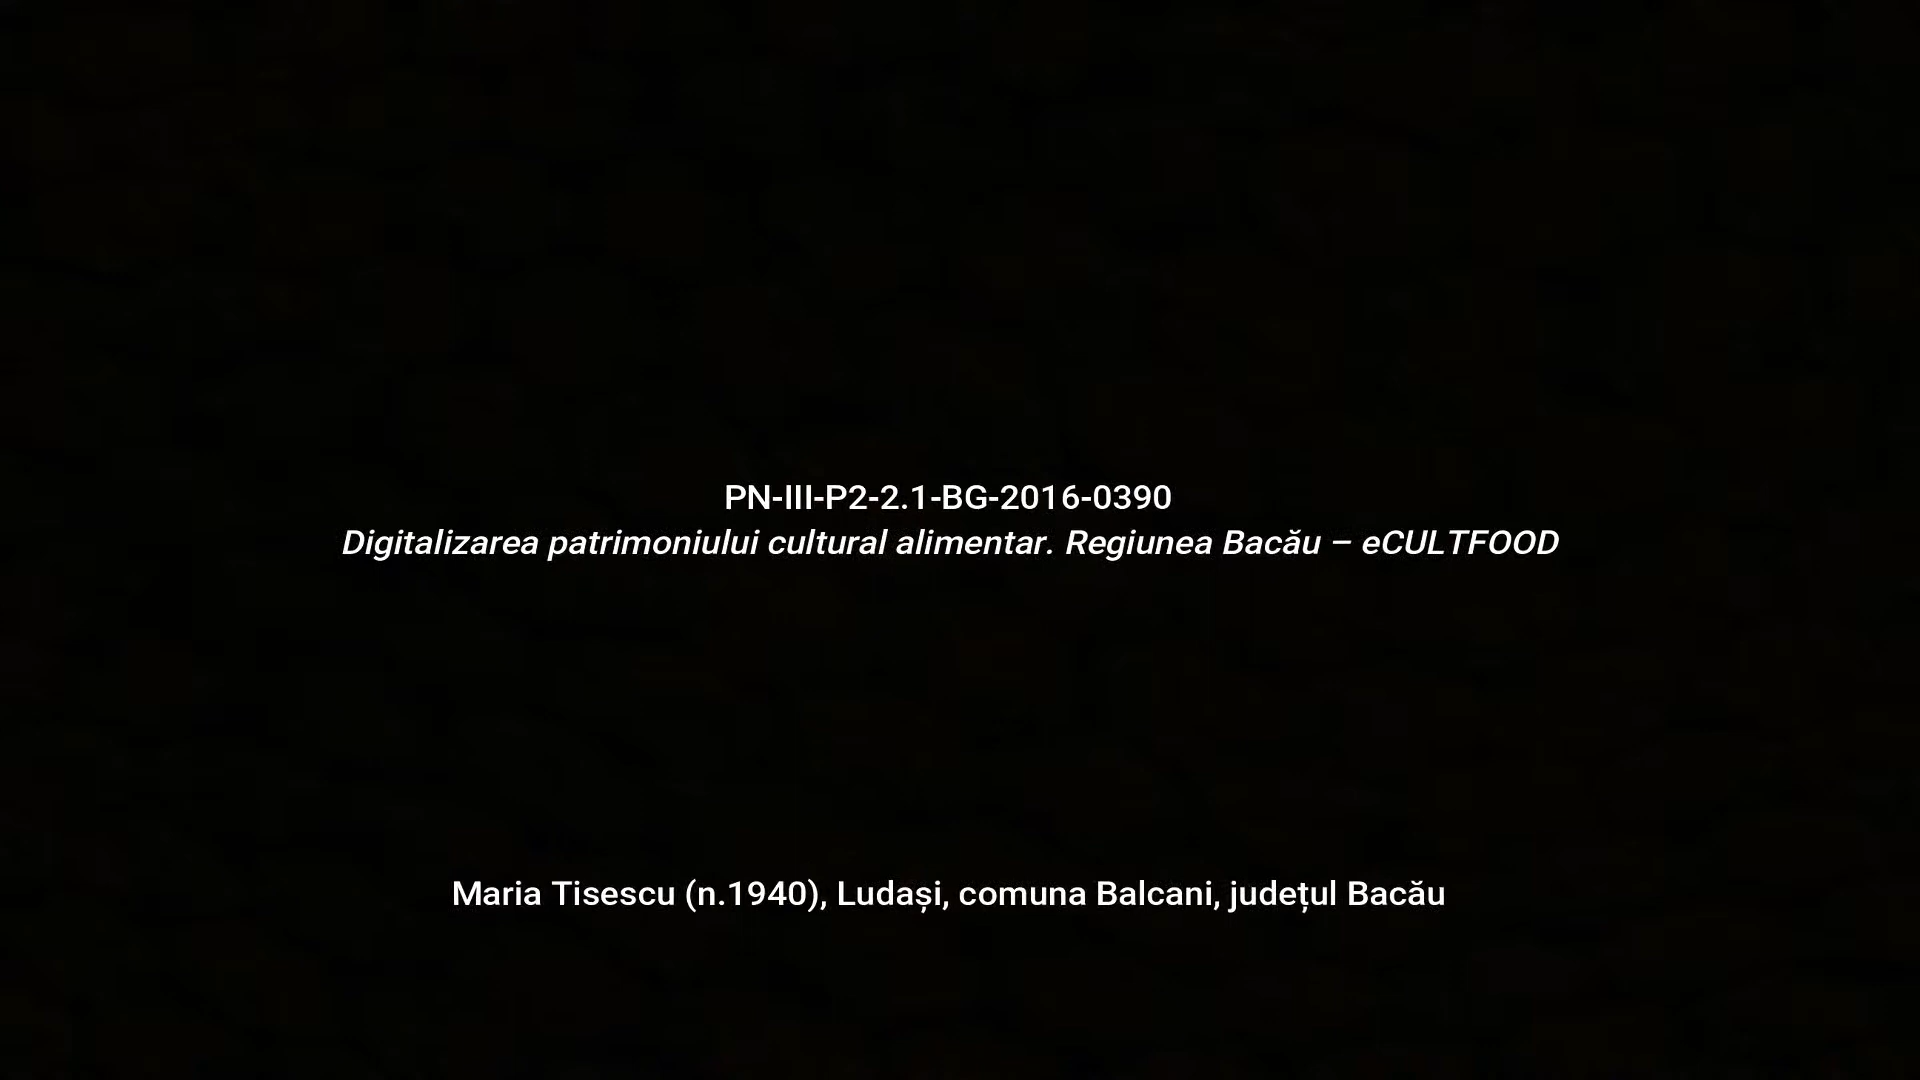 PN-III-P2-2.1-BG-2016-0390
Digitalizarea patrimoniului cultural alimentar. Regiunea Bacău – eCULTFOOD
Maria Tisescu (n.1940), Ludași, comuna Balcani, județul Bacău